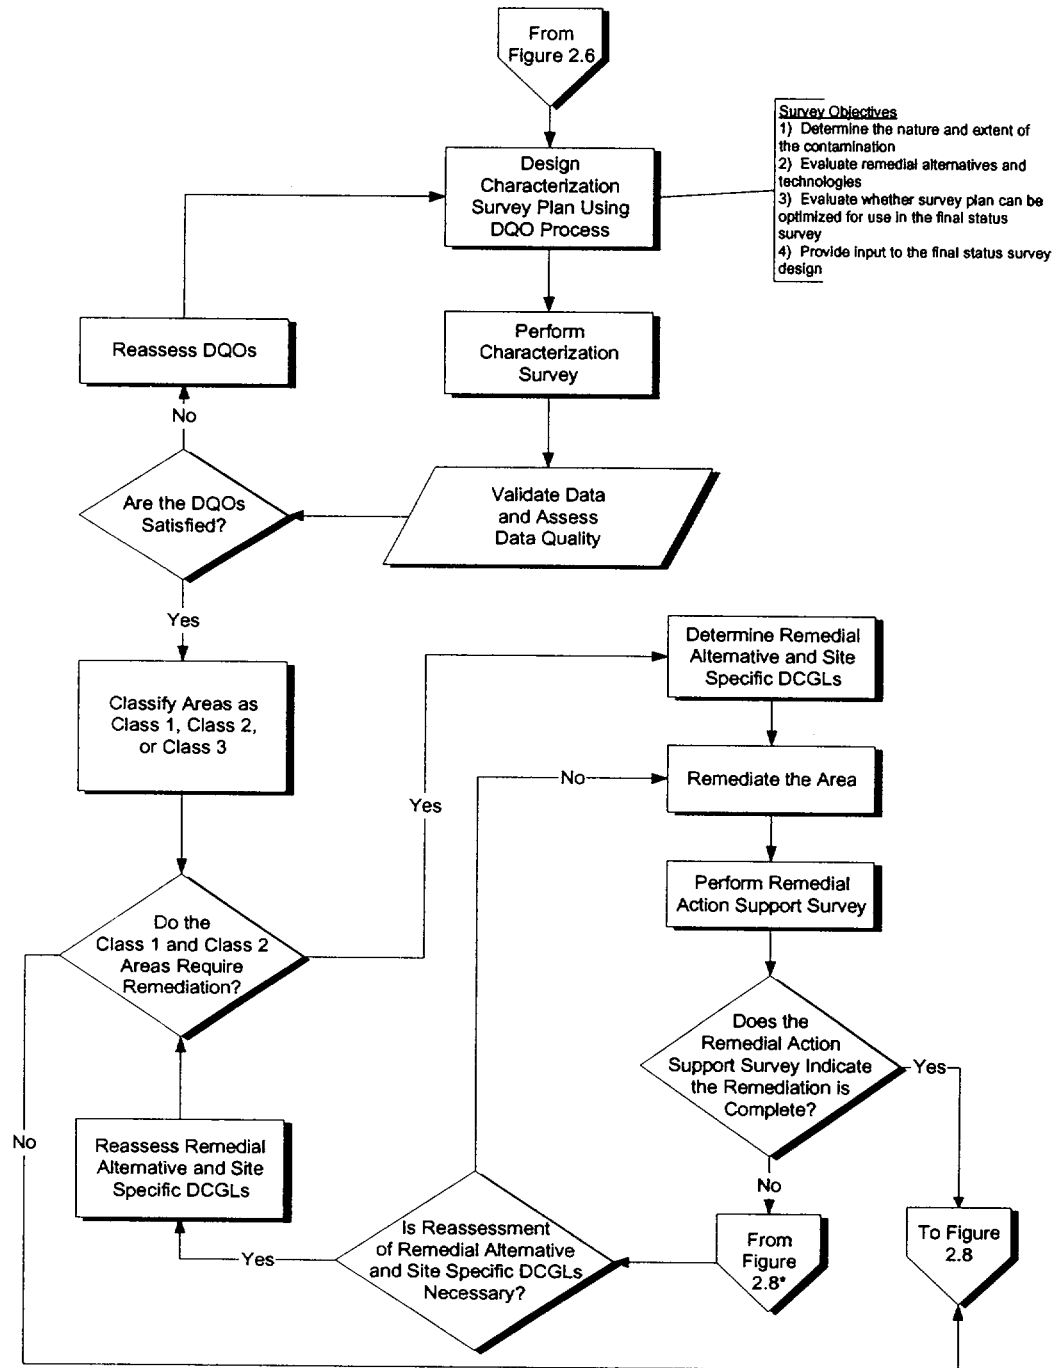 From
Figure 2.6
Survey Objectives
1) Determine the nature and extent of
the contamination
2) Evaluate remedial alternatives and
technologies
3) Evaluate whether survey plan can be
optimized for use in the final status
survey
4) Provide input to the final status survey
design
Design
Characterization
Survey Plan Using
DQO Process
Perform
Characterization
Survey
Reassess DQOs
No
Are the DQOs
Satisfied?
Validate Data
and Assess
Data Quality
Yes
Classify Areas as
Class 1, Class 2,
or Class 3
Determine Remedial
Alternative and Site
Specific DCGLs
No
Remediate the Area
Yes
Perform Remedial
Action Support Survey
Do the
Class 1 and Class 2
Areas Require
Remediation?
Does the
Remedial Action
Support Survey Indicate
the Remediation is
Complete?
Yes
No
Reassess Remedial
Alternative and Site
Specific DCGLs
No
Is Reassessment
of Remedial Alternative
and Site Specific DCGLs
Necessary?
Yes
From
Figure
2.8*
To Figure
2.8